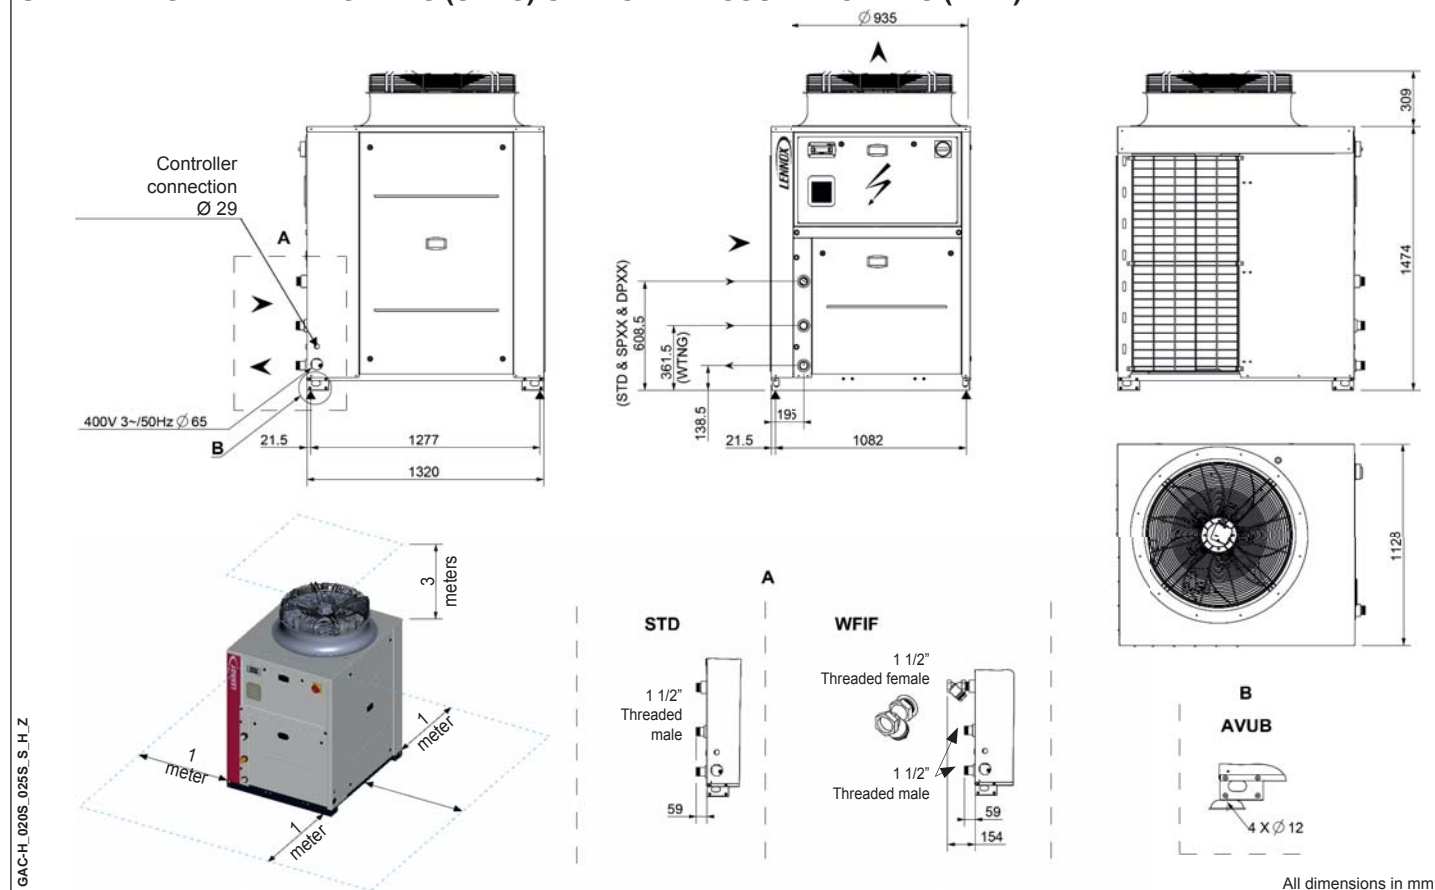 Ø 935
Controller
connection
Ø 29
A
400V 3~/50Hz Ø 65
B
21.5
1277
1320
LENNOX
(STD & SPXX & DPXX)
608.5
361.5
(WTNG)
138.5
195
21.5
1082
309
1474
1128
3
meters
1
meter
1
meter
1
meter
LENNOX
A
STD
1 1/2”
Threaded
male
59
WFIF
1 1/2”
Threaded female
1 1/2”
Threaded male
59
154
B
AVUB
4 X Ø 12
GAC-H_020S_025S_S_H_Z
All dimensions in mm